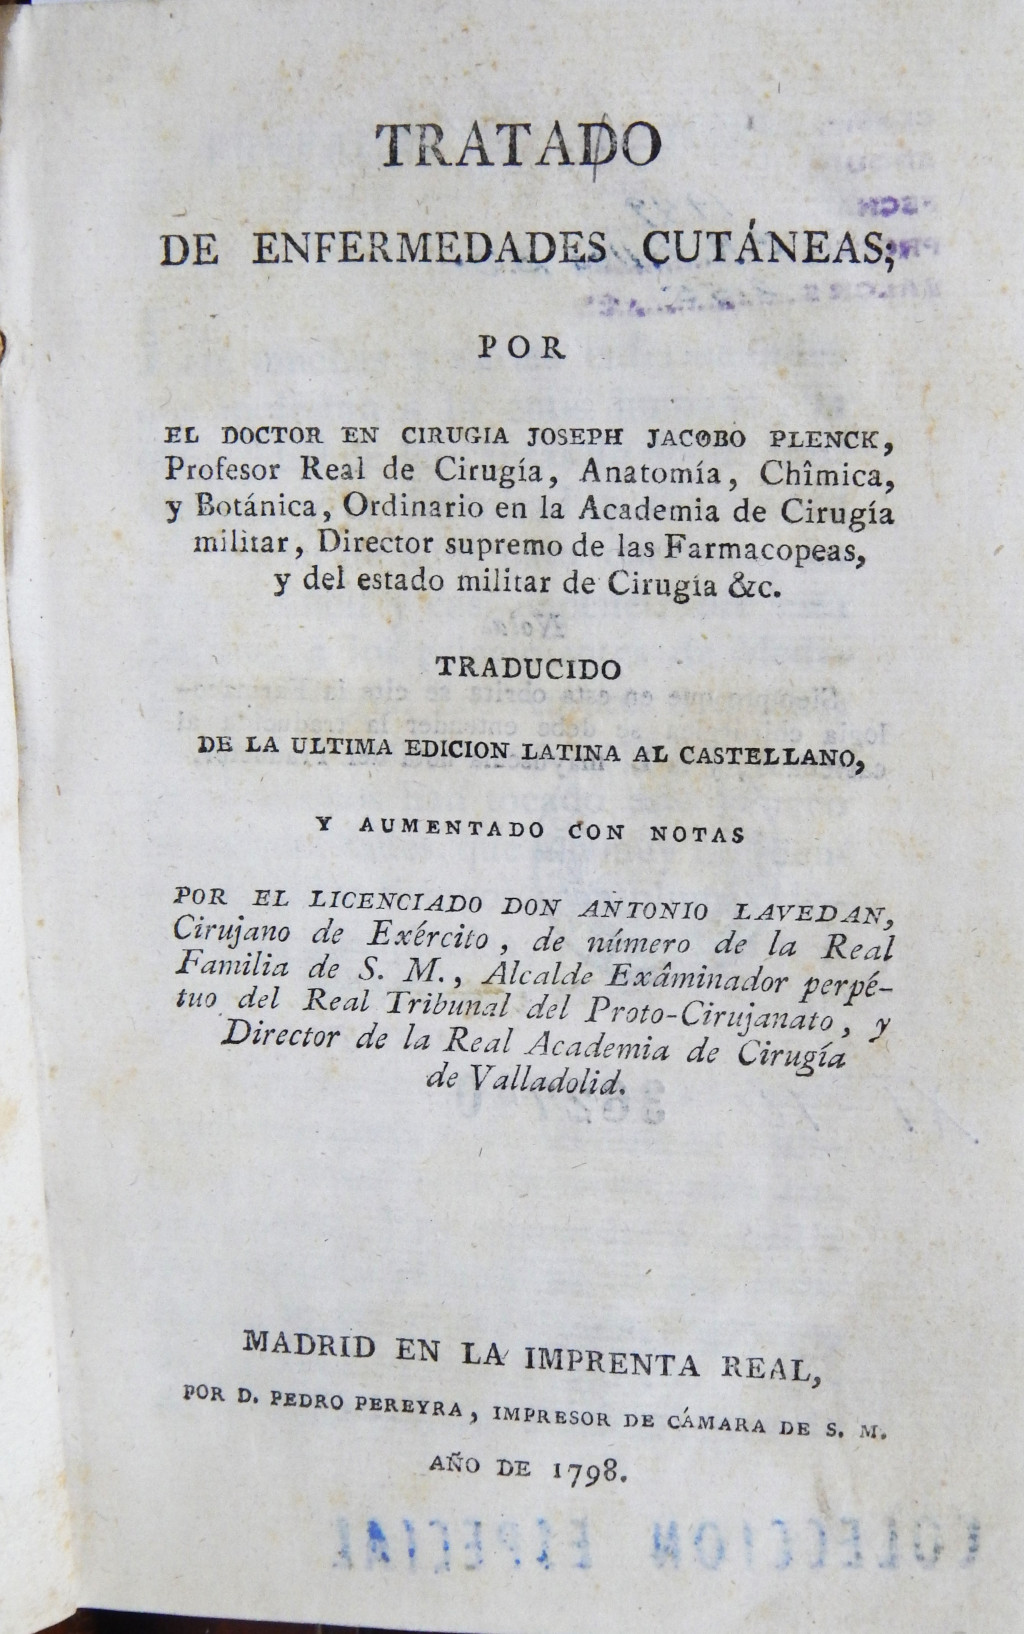 TRATADO
DE ENFERMEDADES CUTÁNEAS;
POR
EL DOCTOR EN CIRUGIA JOSEPH JACOBO PLENCK,
Profesor Real de Cirugía, Anatomía, Chîmica,
y Botánica, Ordinario en la Academia de Cirugía
militar, Director supremo de las Farmacopeas,
y del estado militar de Cirugía &c.
TRADUCIDO
DE LA ULTIMA EDICION LATINA AL CASTELLANO,
Y AUMENTADO CON NOTAS
POR EL LICENCIADO DON ANTONIO LAVEDAN,
Cirujano de Exército, de número de la Real
Familia de S. M., Alcalde Exâminador perpé-
tuo del Real Tribunal del Proto-Cirujanato, y
Director de la Real Academia de Cirugía
de Valladolid.
MADRID EN LA IMPRENTA REAL,
POR D. PEDRO PEREYRA, IMPRESOR DE CÁMARA DE S. M.
AÑO DE 1798.
COLECCION ESPECIAL